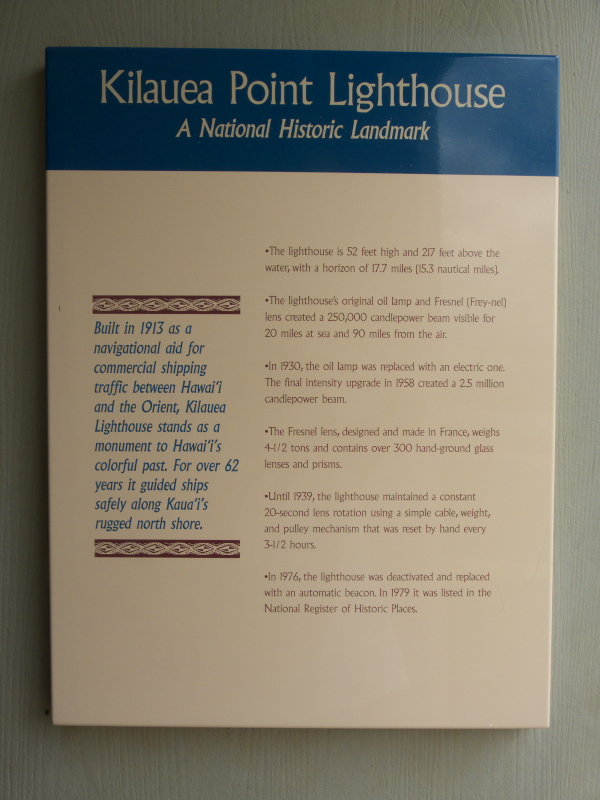 Kilauea Point Lighthouse
A National Historic Landmark
Built in 1913 as a
navigational aid for
commercial shipping
traffic between Hawai‘i
and the Orient, Kilauea
Lighthouse stands as a
monument to Hawai‘i’s
colorful past. For over 62
years it guided ships
safely along Kaua‘i’s
rugged north shore.
•The lighthouse is 52 feet high and 217 feet above the
water, with a horizon of 17.7 miles (15.3 nautical miles).
•The lighthouse's original oil lamp and Fresnel (Frey-nel)
lens created a 250,000 candlepower beam visible for
20 miles at sea and 90 miles from the air.
•In 1930, the oil lamp was replaced with an electric one.
The final intensity upgrade in 1958 created a 2.5 million
candlepower beam.
•The Fresnel lens, designed and made in France, weighs
4-1/2 tons and contains over 300 hand-ground glass
lenses and prisms.
•Until 1939, the lighthouse maintained a constant
20-second lens rotation using a simple cable, weight,
and pulley mechanism that was reset by hand every
3-1/2 hours.
•In 1976, the lighthouse was deactivated and replaced
with an automatic beacon. In 1979 it was listed in the
National Register of Historic Places.